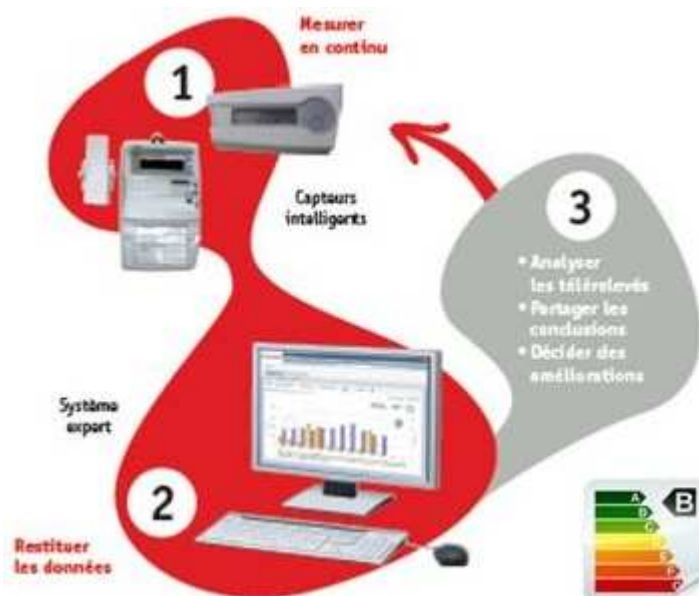 Mesurer
en continu
1
Capteurs
intelligents
3
• Analyser
les télérelevés
• Partager les
conclusions
• Décider des
améliorations
Système
expert
2
Restituer
les données
A
B
C
F
G
B